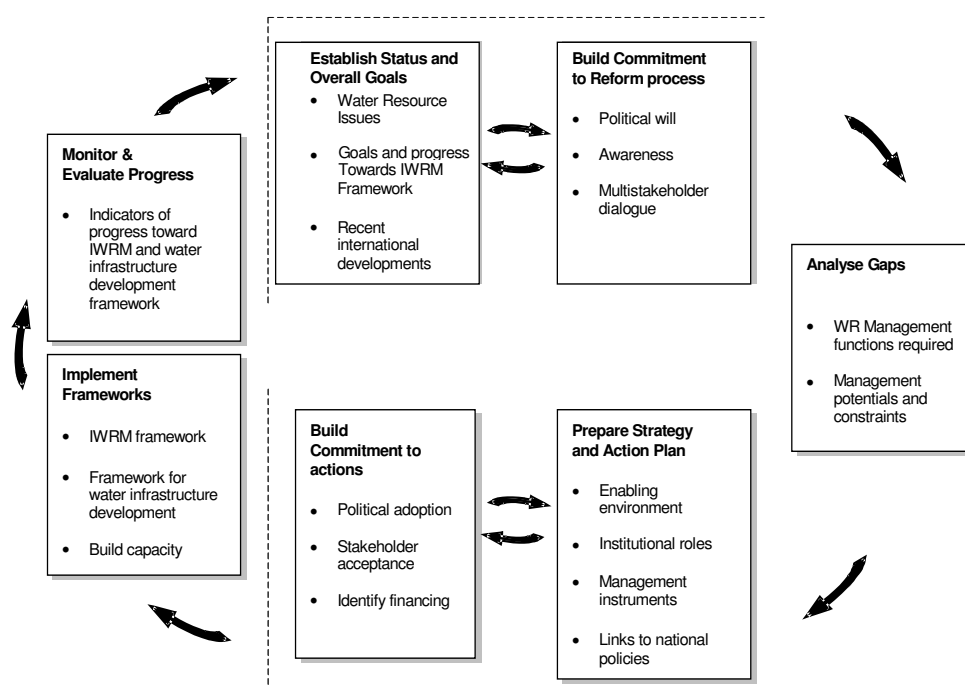 Establish Status and
Overall Goals
• Water Resource
Issues
• Goals and progress
Towards IWRM
Framework
• Recent
international
developments
Build Commitment
to Reform process
• Political will
• Awareness
• Multistakeholder
dialogue
Monitor &
Evaluate Progress
• Indicators of
progress toward
IWRM and water
infrastructure
development
framework
Analyse Gaps
• WR Management
functions required
• Management
potentials and
constraints
Implement
Frameworks
• IWRM framework
• Framework for
water infrastructure
development
• Build capacity
Build
Commitment to
actions
• Political adoption
• Stakeholder
acceptance
• Identify financing
Prepare Strategy
and Action Plan
• Enabling
environment
• Institutional roles
• Management
instruments
• Links to national
policies